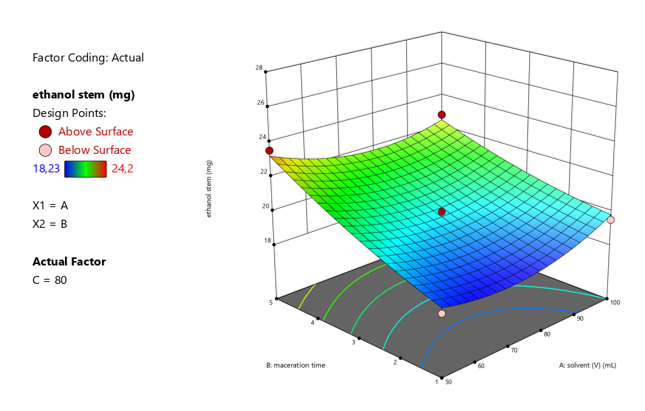 Factor Coding: Actual
ethanol stem (mg)
Design Points:
Above Surface
Below Surface
18,23 24,2
X1 = A
X2 = B
Actual Factor
C = 80
ethanol stem (mg)
28
26
24
22
20
18
5
4
3
2
1
50
60
70
80
90
100
B: maceration time
A: solvent (V) (mL)